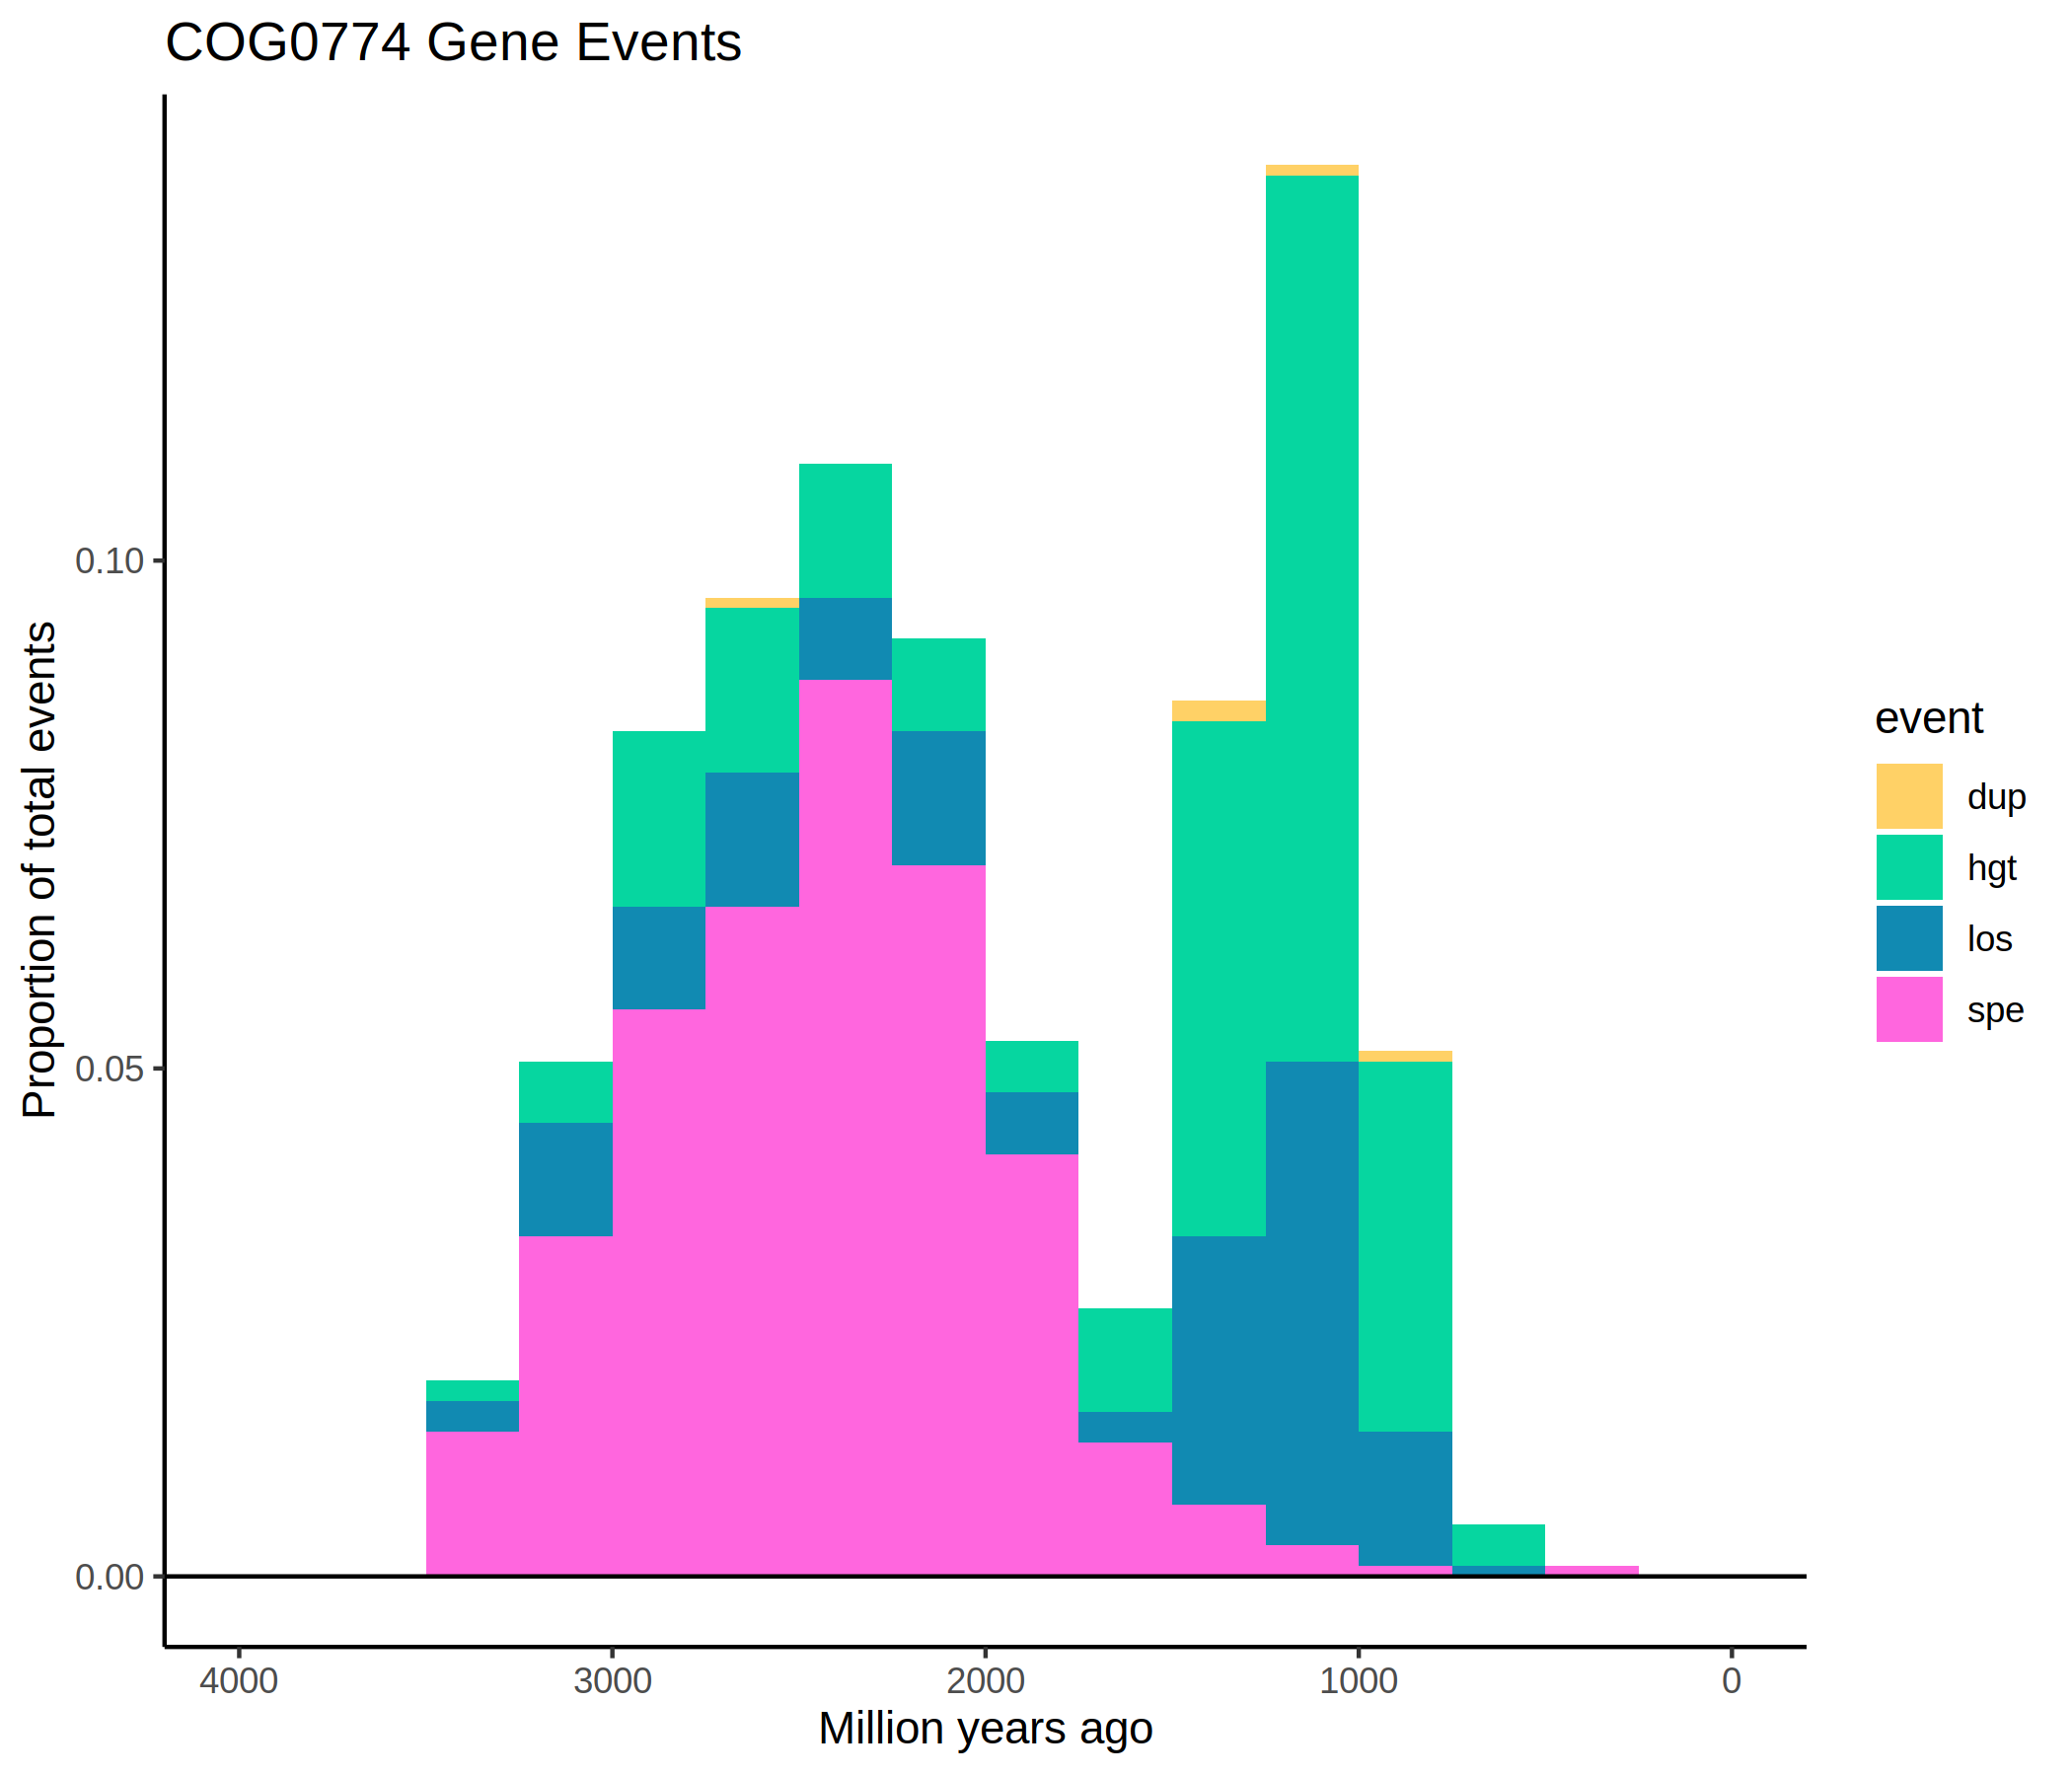 COG0774 Gene Events
Proportion of total events
0.10
0.05
0.00
4000 3000 2000 1000 0
Million years ago
event
dup
hgt
los
spe